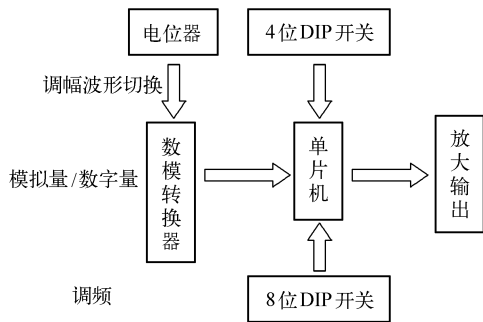 电位器
4位DIP开关
调幅波形切换
模拟量/数字量
数模转换器
单片机
放大输出
调频
8位DIP开关